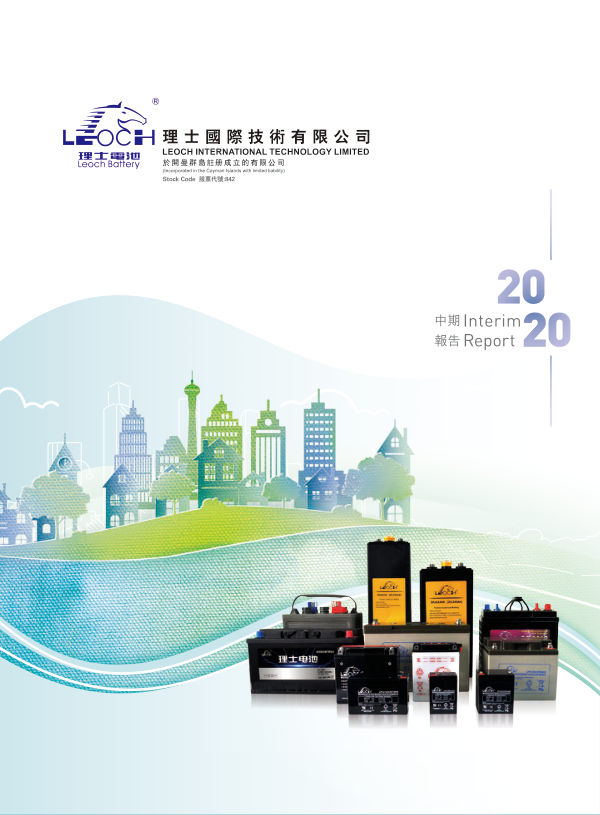 ®
LEOCH
理士電池
Leoch Battery
理士國際技術有限公司
LEOCH INTERNATIONAL TECHNOLOGY LIMITED
於開曼群島註册成立的有限公司
(Incorporated in the Cayman Islands with limited liability)
Stock Code 股票代號:842
20
20
中期 Interim
報告 Report
LEOCH
LEOCH
理士电池